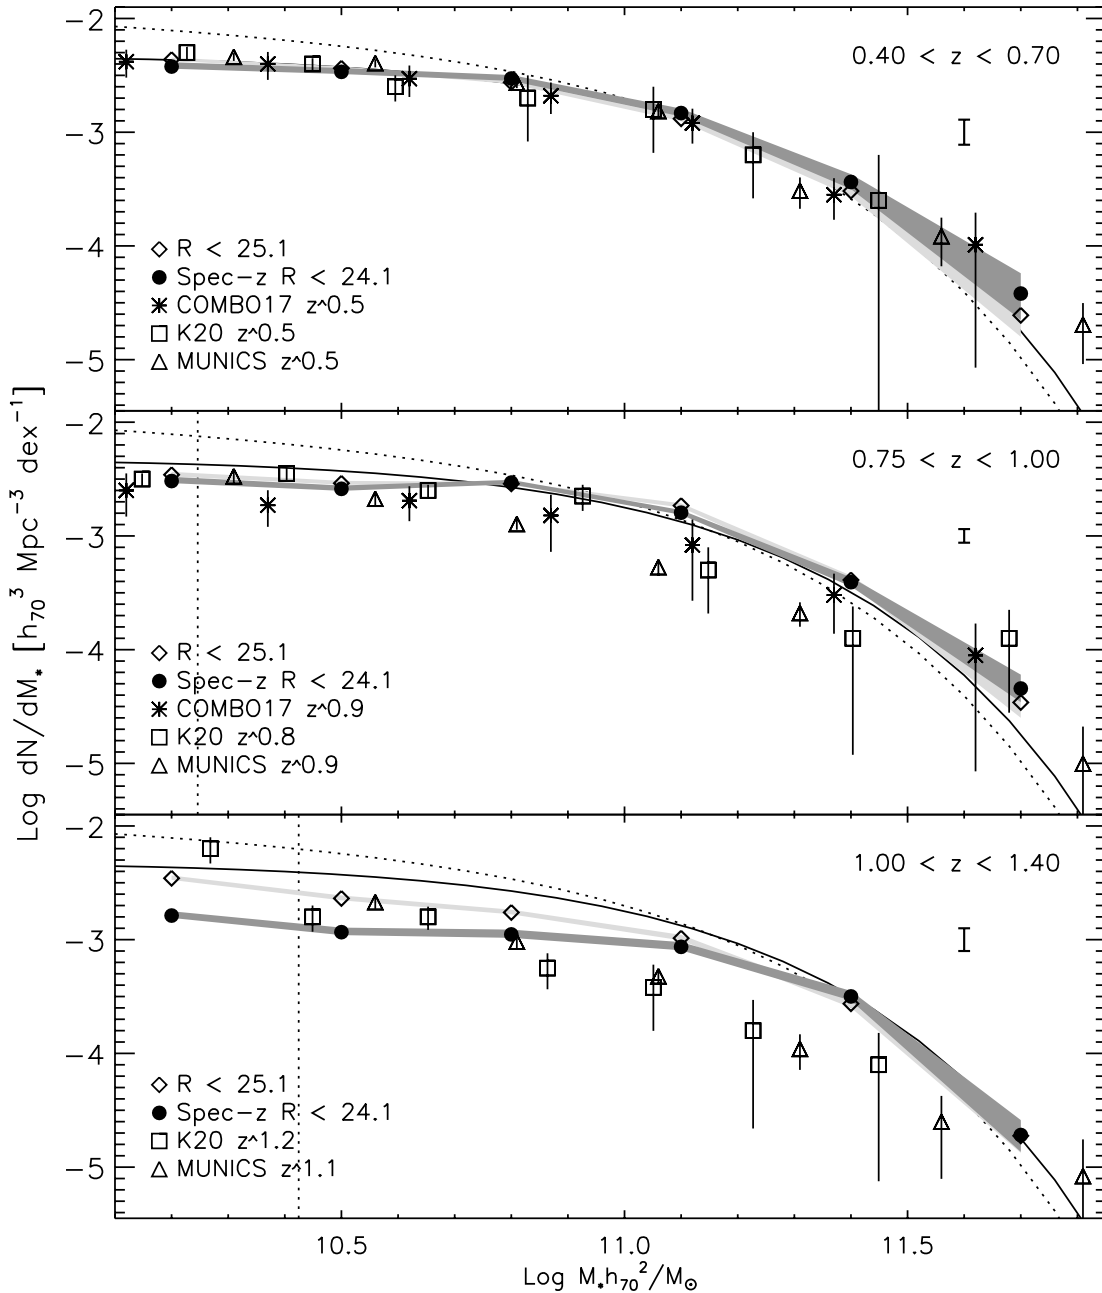 −2
0.40 < z < 0.70
−3
−4
R < 25.1
Spec−z R < 24.1
COMBO17 z^0.5
K20 z^0.5
MUNICS z^0.5
−5
Log dN/dM* [h70^3 Mpc^−3 dex^−1]
−2
0.75 < z < 1.00
−3
−4
R < 25.1
Spec−z R < 24.1
COMBO17 z^0.9
K20 z^0.8
MUNICS z^0.9
−5
−2
1.00 < z < 1.40
−3
−4
R < 25.1
Spec−z R < 24.1
K20 z^1.2
MUNICS z^1.1
−5
10.5 11.0 11.5
Log M*h70^2/M⊙